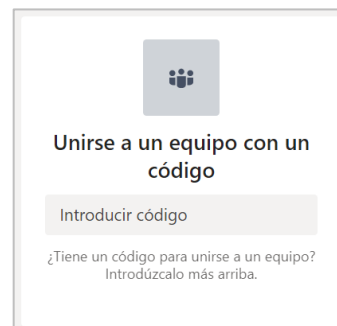 Unirse a un equipo con un
código
Introducir código
¿Tiene un código para unirse a un equipo?
Introdúzcalo más arriba.